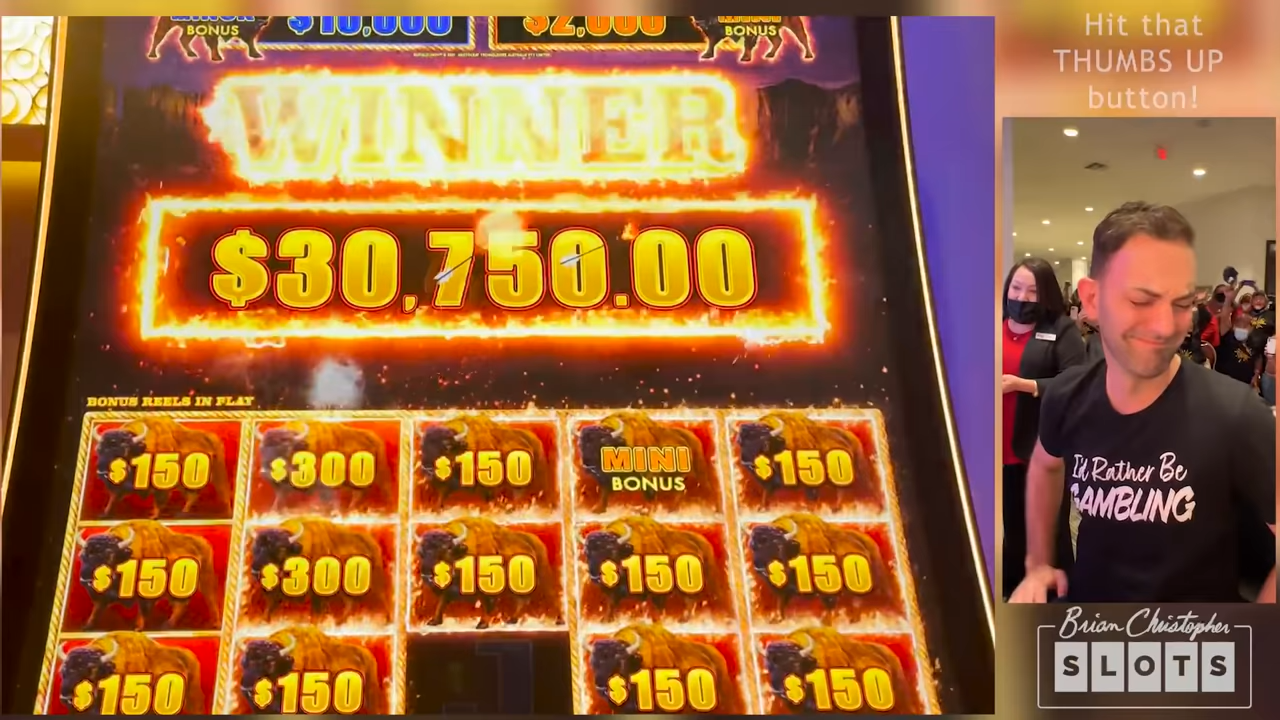 MINOR
BONUS
$10,000
$2,000
BONUS
WINNER
$30,750.00
BONUS REELS IN PLAY
$150
$300
$150
MINI
BONUS
$150
$150
$300
$150
$150
$150
$150
$150
$150
$150
Hit that
THUMBS UP
button!
I'd Rather Be
GAMBLING
Brian Christopher
SLOTS